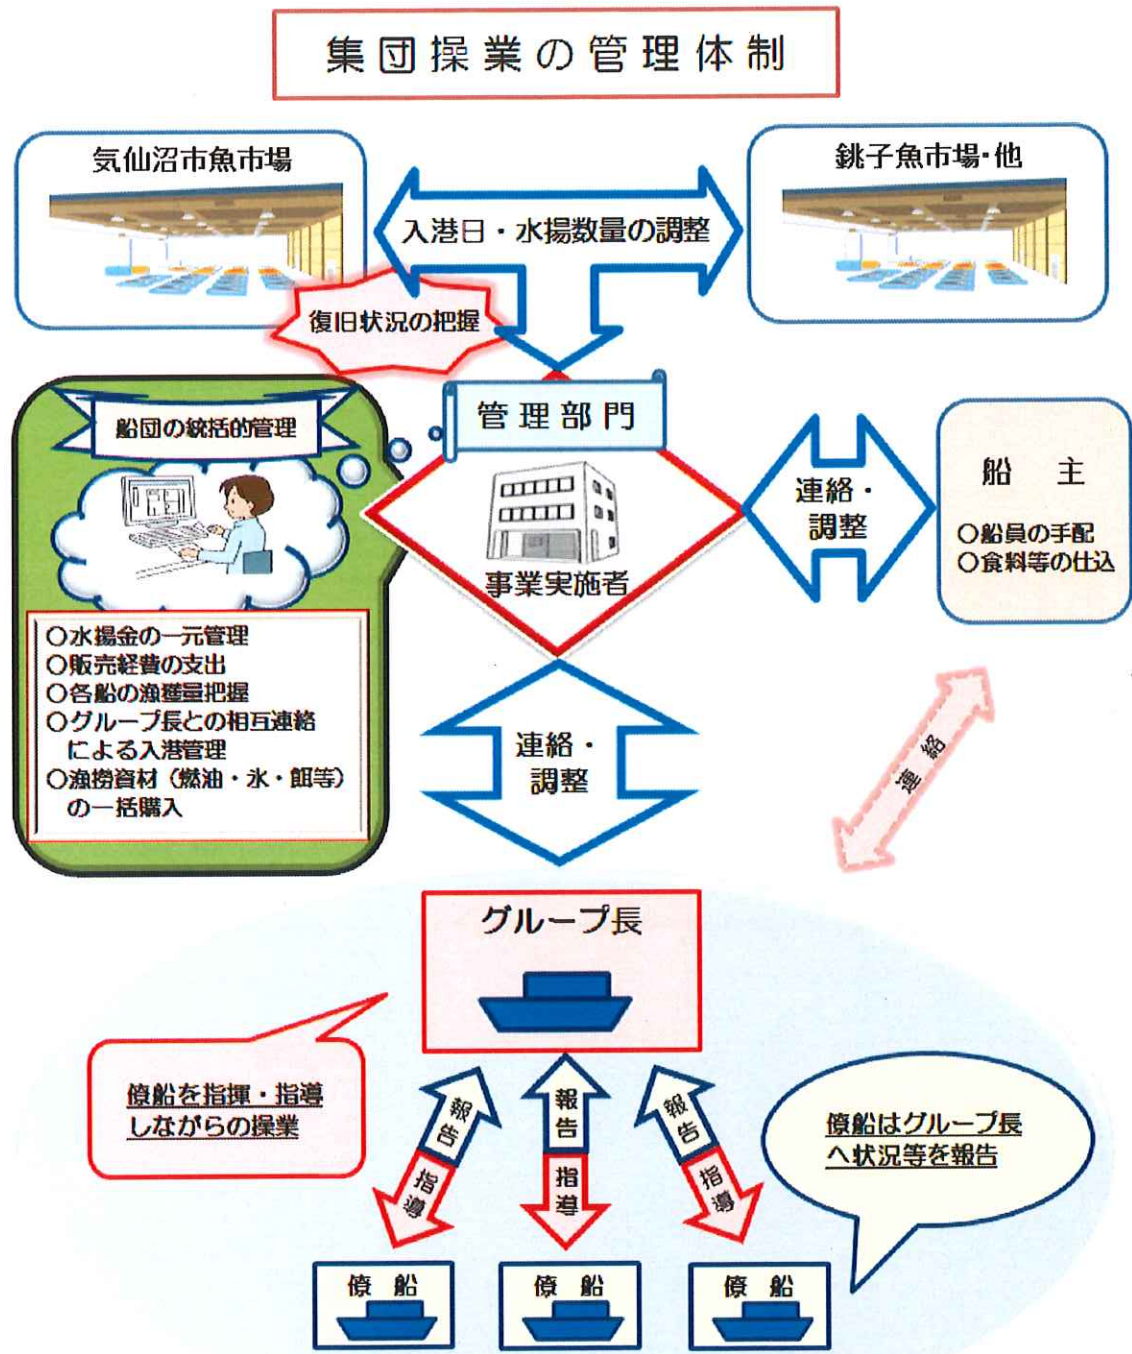 集団操業の管理体制
気仙沼市魚市場
銚子魚市場・他
入港日・水揚数量の調整
復旧状況の把握
船団の統括的管理
管理部門
事業実施者
連絡・
調整
船　主
○船員の手配
○食料等の仕込
○水揚金の一元管理
○販売経費の支出
○各船の漁獲量把握
○グループ長との相互連絡
による入港管理
○漁撈資材（燃油・氷・餌等）
の一括購入
連絡・
調整
連絡
グループ長
僚船を指揮・指導
しながらの操業
報告
指導
報告
指導
報告
指導
僚船はグループ長
へ状況等を報告
僚　船
僚　船
僚　船